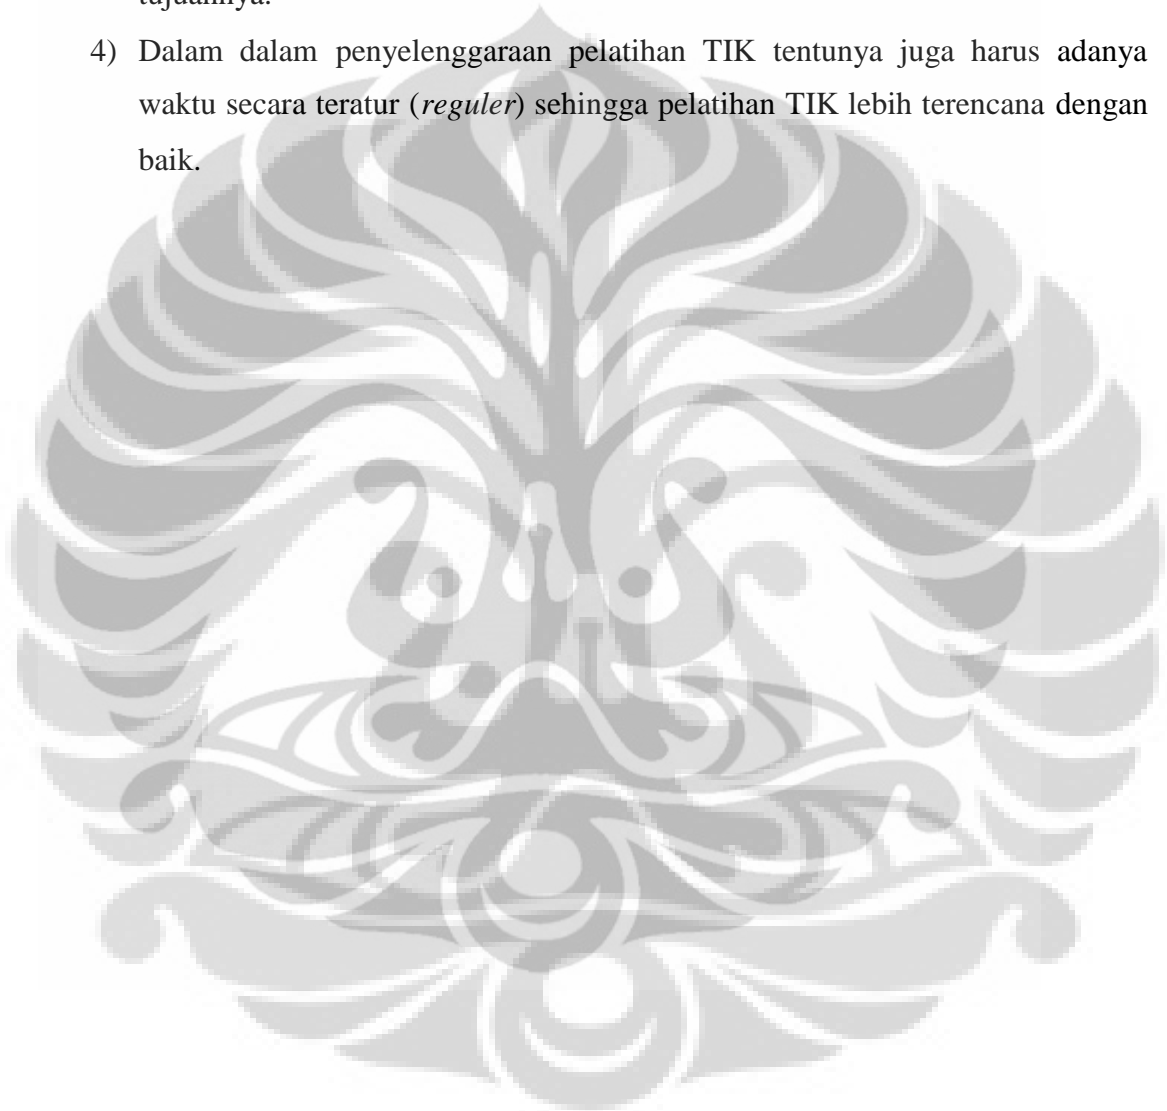 tujuannya.
4) Dalam dalam penyelenggaraan pelatihan TIK tentunya juga harus adanya
waktu secara teratur (reguler) sehingga pelatihan TIK lebih terencana dengan
baik.